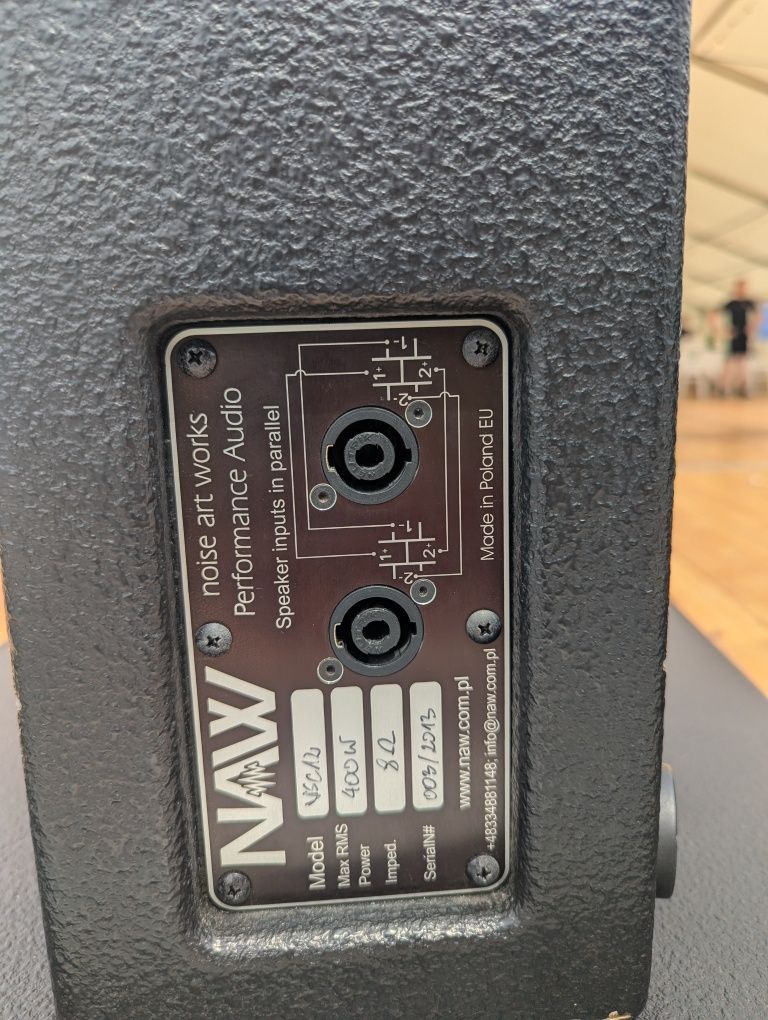 NAW
noise art works
Performance Audio
Speaker inputs in parallel
1- 1+ 2+ 2-
1- 1+ 2+ 2-
Model
Max RMS 400W
Power
Imped. 8Ω
SerialN# 003/2013
www.naw.com.pl
+48334881148; info@naw.com.pl
Made in Poland EU